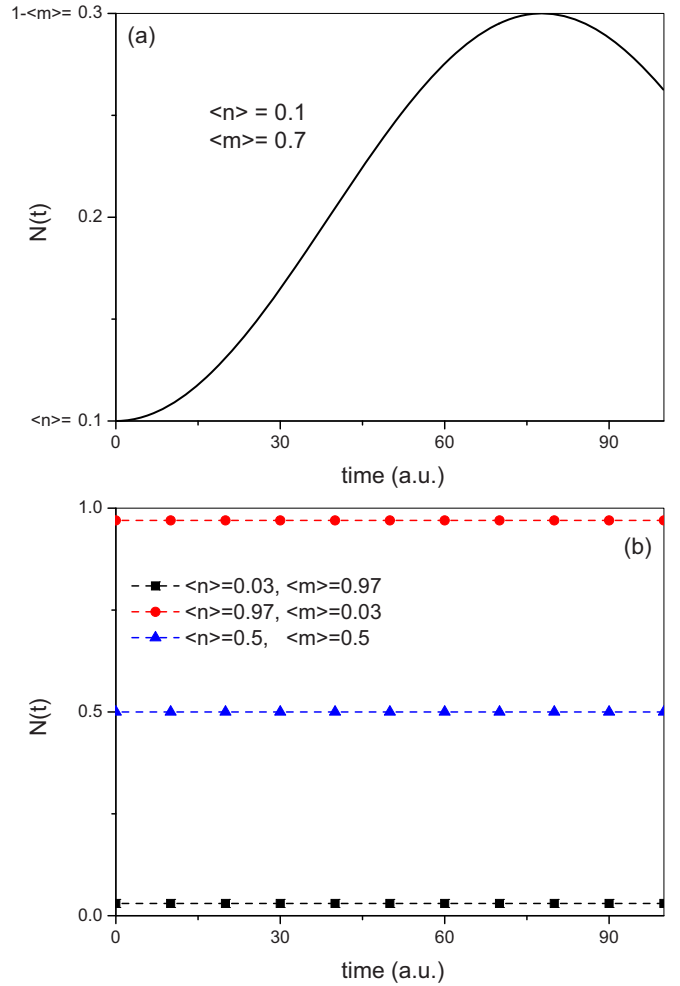 1-<m>= 0.3
(a)
<n> = 0.1
<m>= 0.7
0.2
N(t)
<n>= 0.1
0 30 60 90
time (a.u.)
1.0
(b)
<n>=0.03, <m>=0.97
<n>=0.97, <m>=0.03
<n>=0.5, <m>=0.5
0.5
N(t)
0.0
0 30 60 90
time (a.u.)